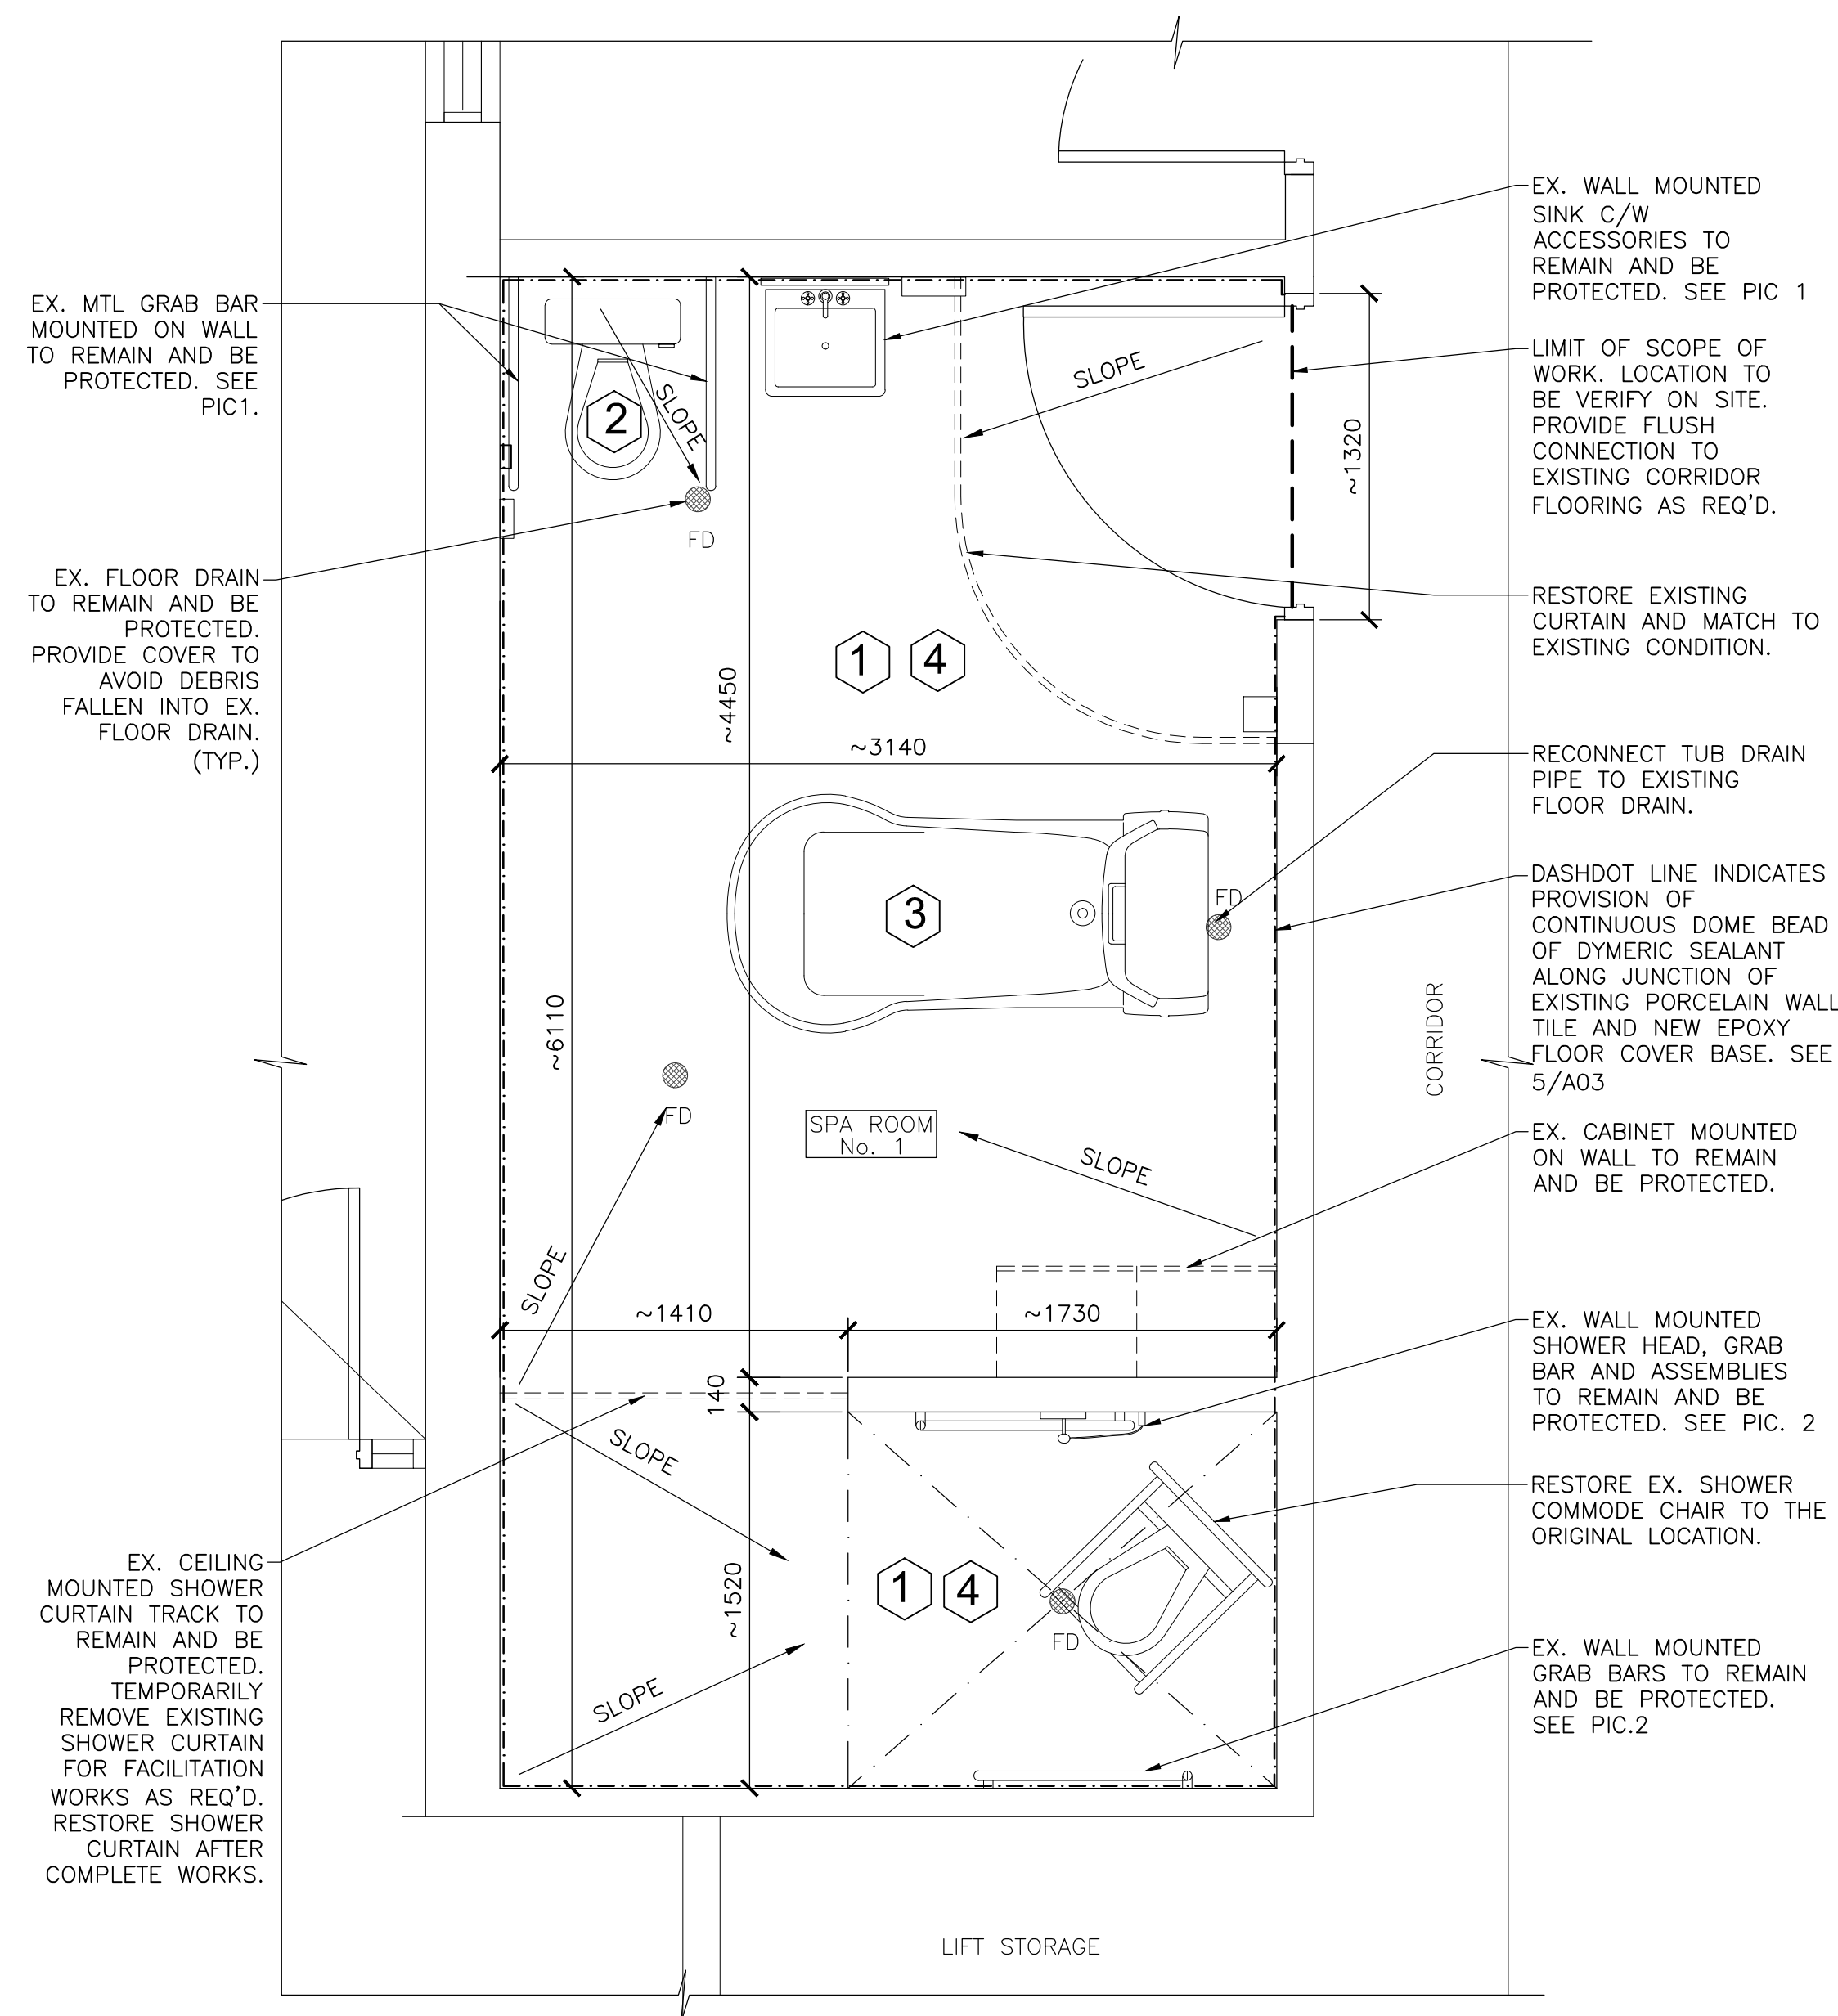 EX. MTL GRAB BAR
MOUNTED ON WALL
TO REMAIN AND BE
PROTECTED. SEE
PIC1.
EX. FLOOR DRAIN
TO REMAIN AND BE
PROTECTED.
PROVIDE COVER TO
AVOID DEBRIS
FALLEN INTO EX.
FLOOR DRAIN.
(TYP.)
EX. CEILING
MOUNTED SHOWER
CURTAIN TRACK TO
REMAIN AND BE
PROTECTED.
TEMPORARILY
REMOVE EXISTING
SHOWER CURTAIN
FOR FACILITATION
WORKS AS REQ'D.
RESTORE SHOWER
CURTAIN AFTER
COMPLETE WORKS.
2
SLOPE
FD
SLOPE
~1320
1
4
~4450
~3140
3
FD
~6110
FD
SPA ROOM
No. 1
SLOPE
SLOPE
~1410
~1730
140
SLOPE
~1520
1
4
FD
SLOPE
CORRIDOR
LIFT STORAGE
EX. WALL MOUNTED
SINK C/W
ACCESSORIES TO
REMAIN AND BE
PROTECTED. SEE PIC 1
LIMIT OF SCOPE OF
WORK. LOCATION TO
BE VERIFY ON SITE.
PROVIDE FLUSH
CONNECTION TO
EXISTING CORRIDOR
FLOORING AS REQ'D.
RESTORE EXISTING
CURTAIN AND MATCH TO
EXISTING CONDITION.
RECONNECT TUB DRAIN
PIPE TO EXISTING
FLOOR DRAIN.
DASHDOT LINE INDICATES
PROVISION OF
CONTINUOUS DOME BEAD
OF DYMERIC SEALANT
ALONG JUNCTION OF
EXISTING PORCELAIN WALL
TILE AND NEW EPOXY
FLOOR COVER BASE. SEE
5/A03
EX. CABINET MOUNTED
ON WALL TO REMAIN
AND BE PROTECTED.
EX. WALL MOUNTED
SHOWER HEAD, GRAB
BAR AND ASSEMBLIES
TO REMAIN AND BE
PROTECTED. SEE PIC. 2
RESTORE EX. SHOWER
COMMODE CHAIR TO THE
ORIGINAL LOCATION.
EX. WALL MOUNTED
GRAB BARS TO REMAIN
AND BE PROTECTED.
SEE PIC.2